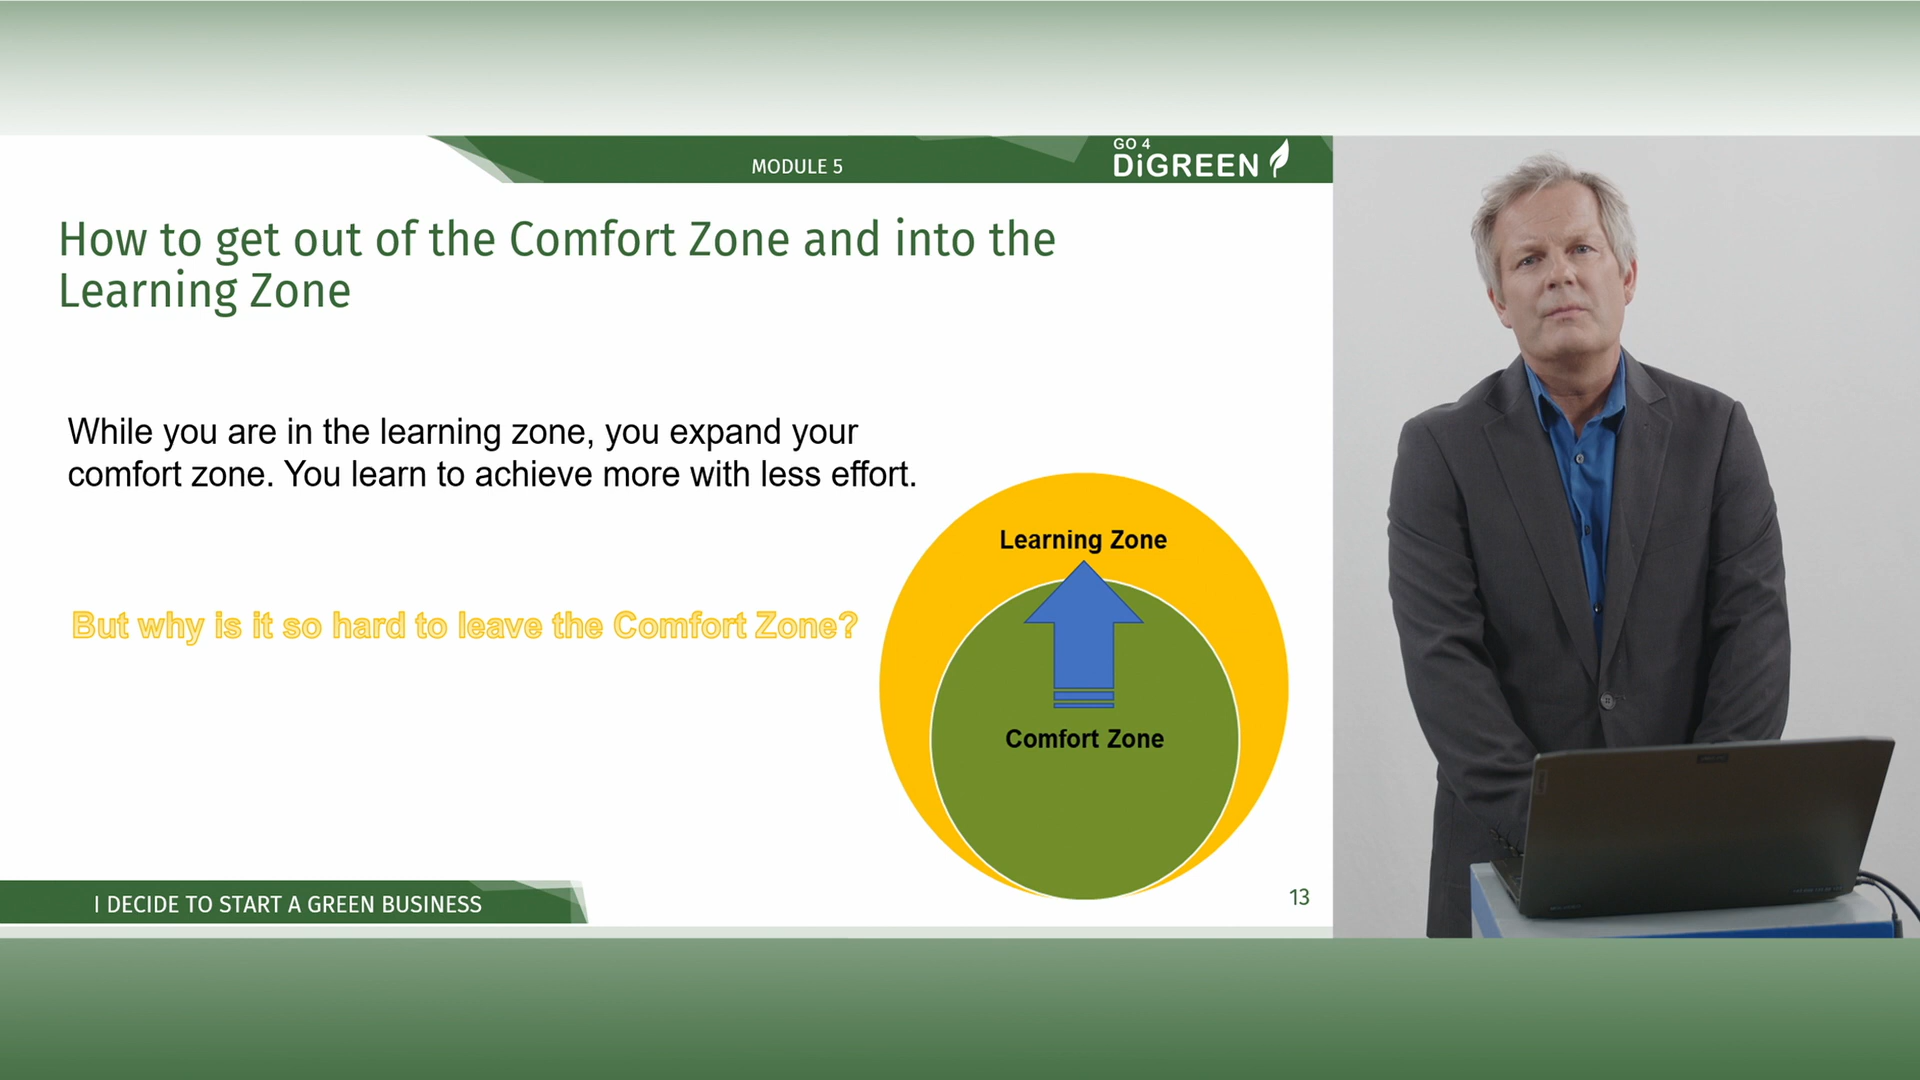 MODULE 5
GO 4
DiGREEN
How to get out of the Comfort Zone and into the
Learning Zone
While you are in the learning zone, you expand your
comfort zone. You learn to achieve more with less effort.
Learning Zone
But why is it so hard to leave the Comfort Zone?
Comfort Zone
I DECIDE TO START A GREEN BUSINESS
13